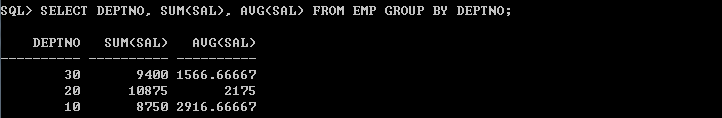 SQL> SELECT DEPTNO, SUM(SAL), AVG(SAL) FROM EMP GROUP BY DEPTNO;
DEPTNO SUM(SAL) AVG(SAL)
---------- ---------- ----------
30 9400 1566.66667
20 10875 2175
10 8750 2916.66667